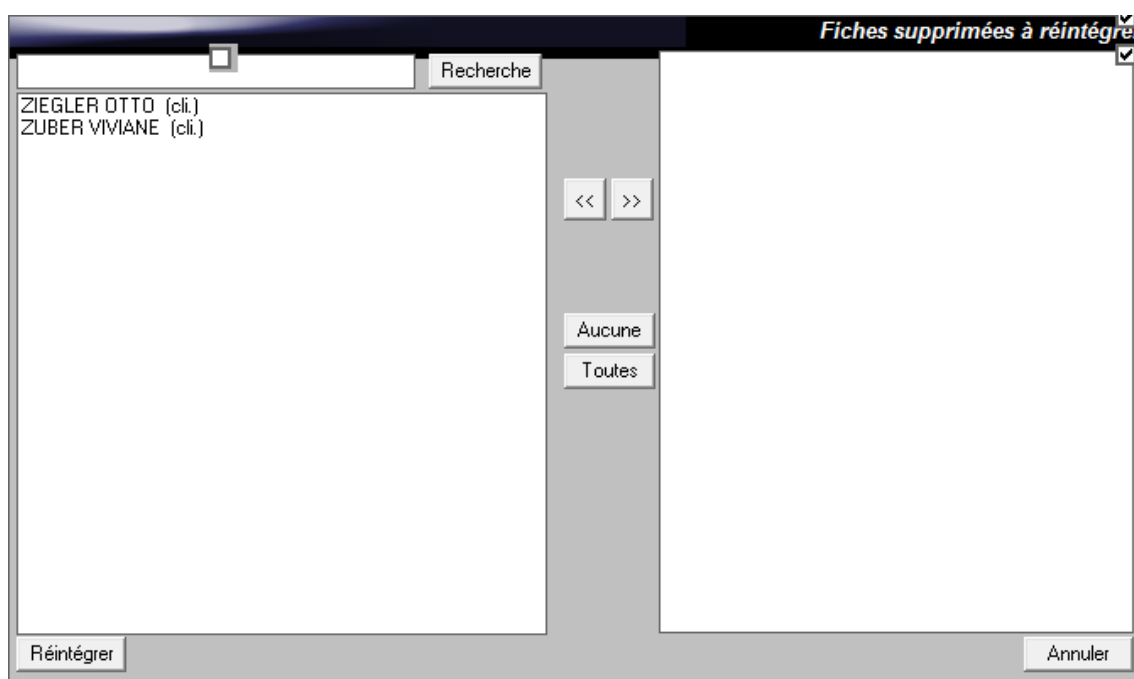 Fiches supprimées à réintégre
Recherche
ZIEGLER OTTO (cli.)
ZUBER VIVIANE (cli.)
<< >>
Aucune
Toutes
Réintégrer
Annuler